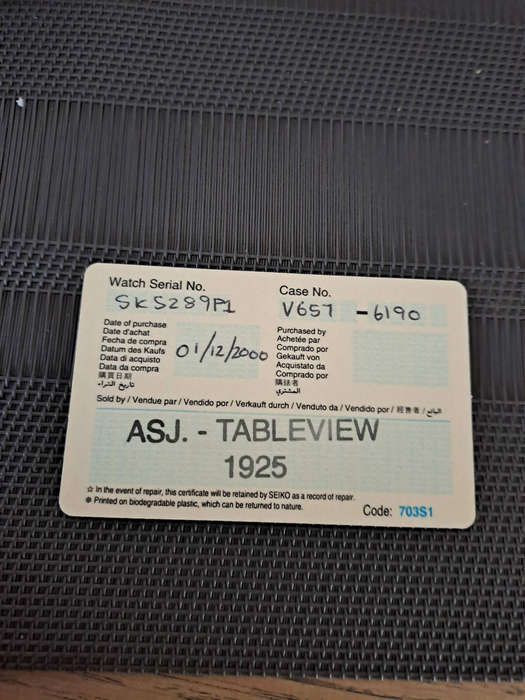 Watch Serial No.
SKS289P1
Case No.
V657 - 6190
Date of purchase
Date d'achat
Fecha de compra
Datum des Kaufs
Data di acquisto
Data da compra
購買日期
تاريخ الشراء
01/12/2000
Purchased by
Achetée par
Comprado por
Gekauft von
Acquistato da
Comprado por
購錶者
المشتري
Sold by / Vendue par / Vendido por / Verkauft durch / Venduto da / Vendido por / 經售者 / البائع
ASJ. - TABLEVIEW
1925
☆ In the event of repair, this certificate will be retained by SEIKO as a record of repair.
✽ Printed on biodegradable plastic, which can be returned to nature.
Code: 703S1